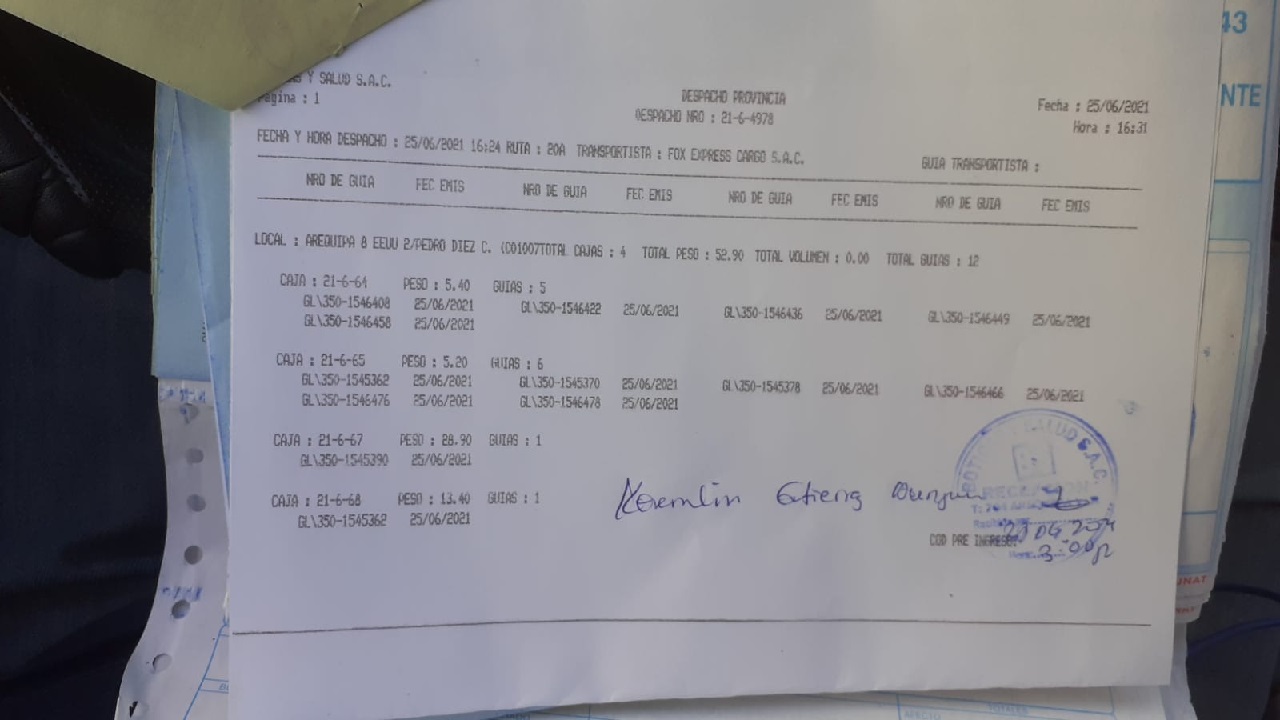 Y SALUD S.A.C.
Pagina : 1
DESPACHO PROVINCIA
DESPACHO NRO : 21-6-4978
Fecha : 25/06/2021
Hora : 16:31
FECHA Y HORA DESPACHO : 25/06/2021 16:24 RUTA : 20A TRANSPORTISTA : FOX EXPRESS CARGO S.A.C. GUIA TRANSPORTISTA :
NRO DE GUIA FEC EMIS NRO DE GUIA FEC EMIS NRO DE GUIA FEC EMIS NRO DE GUIA FEC EMIS
LOCAL : AREQUIPA 8 EEUU 2/PEDRO DIEZ C. (C01007TOTAL CAJAS : 4 TOTAL PESO : 52.90 TOTAL VOLUMEN : 0.00 TOTAL GUIAS : 12
CAJA : 21-6-64 PESO : 5.40 GUIAS : 5
GL\350-1546408 25/06/2021 GL\350-1546422 25/06/2021 GL\350-1546436 25/06/2021 GL\350-1546449 25/06/2021
GL\350-1546458 25/06/2021
CAJA : 21-6-65 PESO : 5.20 GUIAS : 6
GL\350-1545362 25/06/2021 GL\350-1545370 25/06/2021 GL\350-1545378 25/06/2021 GL\350-1546466 25/06/2021
GL\350-1546476 25/06/2021 GL\350-1546478 25/06/2021
CAJA : 21-6-67 PESO : 28.90 GUIAS : 1
GL\350-1545390 25/06/2021
CAJA : 21-6-68 PESO : 13.40 GUIAS : 1
GL\350-1545362 25/06/2021
SALUD S.A.C.
COD PRE INGRESO:
3:00
43
NTE
UNAT